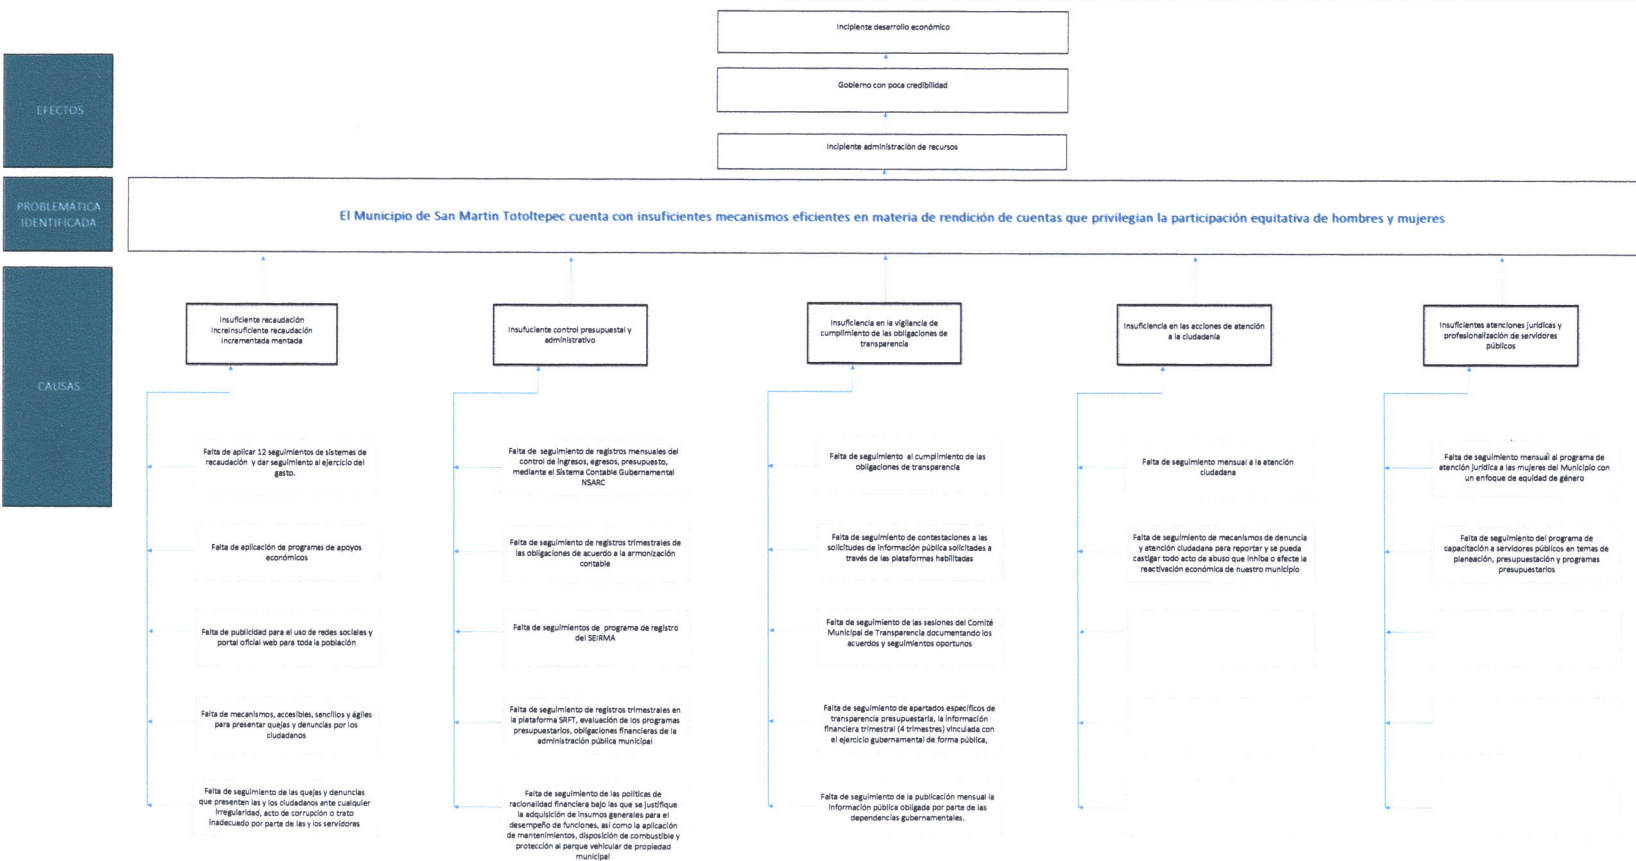 Incipiente desarrollo económico
EFECTOS
Gobierno con poca credibilidad
Incipiente administración de recursos
PROBLEMÁTICA
IDENTIFICADA
El Municipio de San Martin Totoltepec cuenta con insuficientes mecanismos eficientes en materia de rendición de cuentas que privilegian la participación equitativa de hombres y mujeres
CAUSAS
Insuficiente recaudación
Increinsuficiente recaudación
incrementada mentada
Insufuciente control presupuestal y
administrativo
Insuficiencia en la vigilancia de
cumplimiento de las obligaciones de
transparencia
Insuficiencia en las acciones de atención
a la ciudadanía
Insuficientes atenciones jurídicas y
profesionalización de servidores
públicos
Falta de aplicar 12 seguimientos de sistemas de
recaudación y dar seguimiento al ejercicio del
gasto.
Falta de aplicación de programas de apoyos
económicos
Falta de publicidad para el uso de redes sociales y
portal oficial web para toda la población
Falta de mecanismos, accesibles, sencillos y ágiles
para presentar quejas y denuncias por los
ciudadanos
Falta de seguimiento de las quejas y denuncias
que presenten las y los ciudadanos ante cualquier
irregularidad, acto de corrupción o trato
inadecuado por parte de las y los servidores
Falta de seguimiento de registros mensuales del
control de ingresos, egresos, presupuesto,
mediante el Sistema Contable Gubernamental
NSARC
Falta de seguimiento de registros trimestrales de
las obligaciones de acuerdo a la armonización
contable
Falta de seguimientos de programa de registro
del SEIRMA
Falta de seguimiento de registros trimestrales en
la plataforma SRFT, evaluación de los programas
presupuestarios, obligaciones financieras de la
administración pública municipal
Falta de seguimiento de las políticas de
racionalidad financiera bajo las que se justifique
la adquisición de insumos generales para el
desempeño de funciones, así como la aplicación
de mantenimientos, disposición de combustible y
protección al parque vehicular de propiedad
municipal
Falta de seguimiento al cumplimiento de las
obligaciones de transparencia
Falta de seguimiento de contestaciones a las
solicitudes de información pública solicitadas a
través de las plataformas habilitadas
Falta de seguimiento de las sesiones del Comité
Municipal de Transparencia documentando los
acuerdos y seguimientos oportunos
Falta de seguimiento de apartados específicos de
transparencia presupuestaria, la información
financiera trimestral (4 trimestres) vinculada con
el ejercicio gubernamental de forma pública,
Falta de seguimiento de la publicación mensual la
información pública obligada por parte de las
dependencias gubernamentales.
Falta de seguimiento mensual a la atención
ciudadana
Falta de seguimiento de mecanismos de denuncia
y atención ciudadana para reportar y se pueda
castigar todo acto de abuso que inhiba o afecte la
reactivación económica de nuestro municipio
Falta de seguimiento mensual al programa de
atención jurídica a las mujeres del Municipio con
un enfoque de equidad de género
Falta de seguimiento del programa de
capacitación a servidores públicos en temas de
planeación, presupuestación y programas
presupuestarios